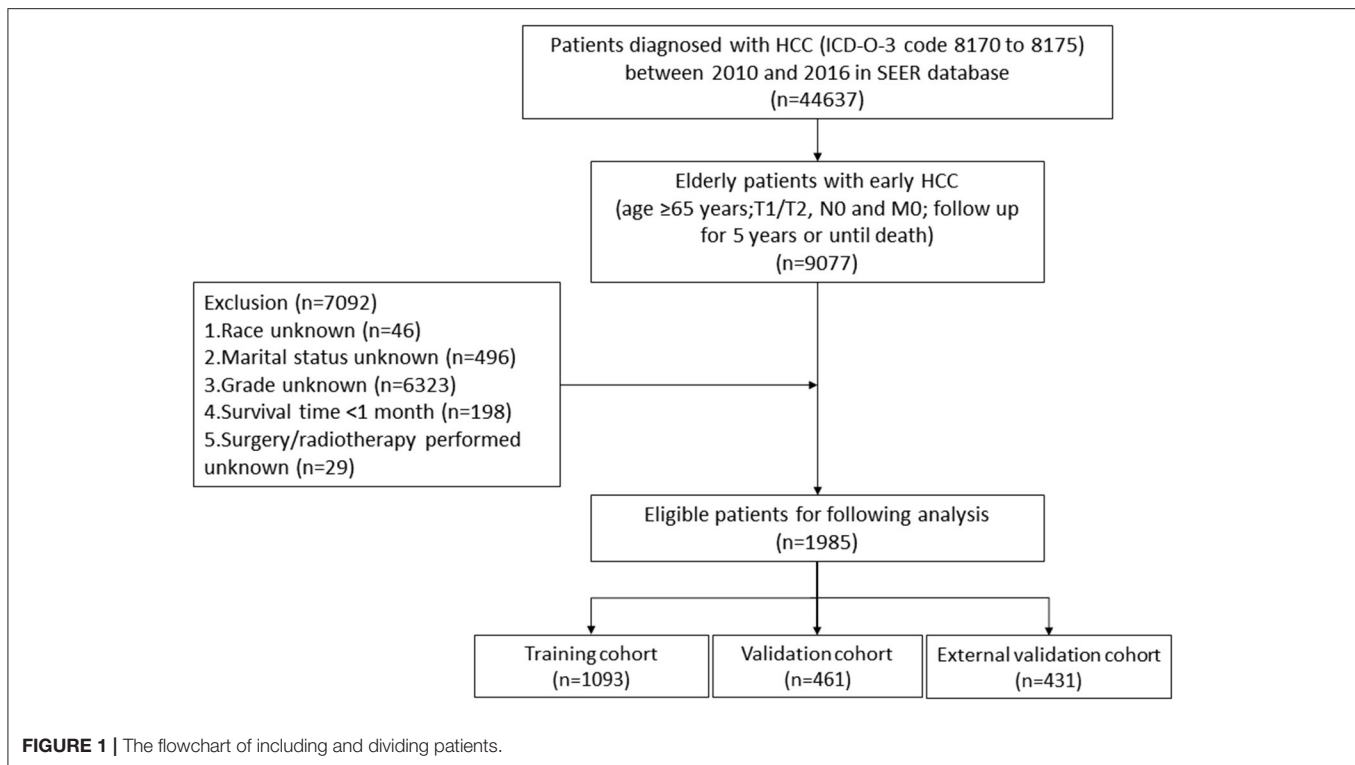 Patients diagnosed with HCC (ICD-O-3 code 8170 to 8175)
between 2010 and 2016 in SEER database
(n=44637)
Elderly patients with early HCC
(age ≥65 years;T1/T2, N0 and M0; follow up
for 5 years or until death)
(n=9077)
Exclusion (n=7092)
1.Race unknown (n=46)
2.Marital status unknown (n=496)
3.Grade unknown (n=6323)
4.Survival time <1 month (n=198)
5.Surgery/radiotherapy performed
unknown (n=29)
Eligible patients for following analysis
(n=1985)
Training cohort
(n=1093)
Validation cohort
(n=461)
External validation cohort
(n=431)
FIGURE 1 | The flowchart of including and dividing patients.